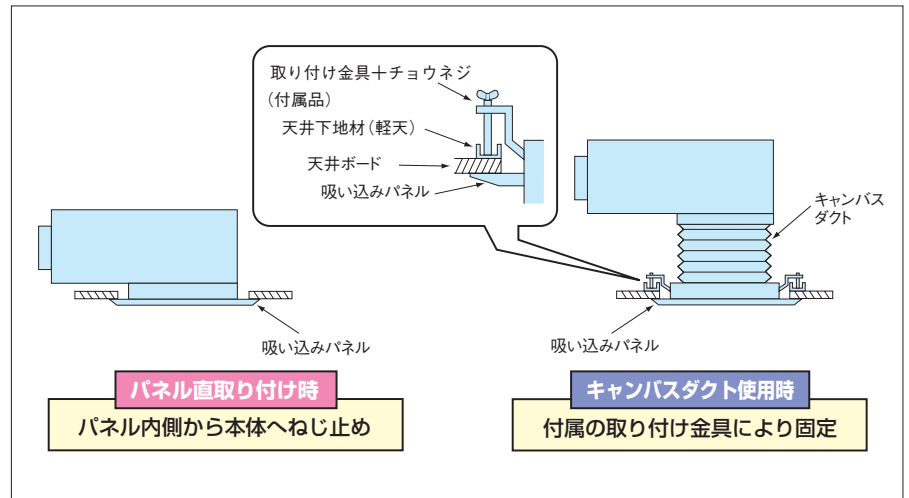 取り付け金具＋チョウネジ
(付属品)
天井下地材(軽天)
天井ボード
吸い込みパネル
キャンバス
ダクト
吸い込みパネル
吸い込みパネル
パネル直取り付け時
パネル内側から本体へねじ止め
キャンバスダクト使用時
付属の取り付け金具により固定